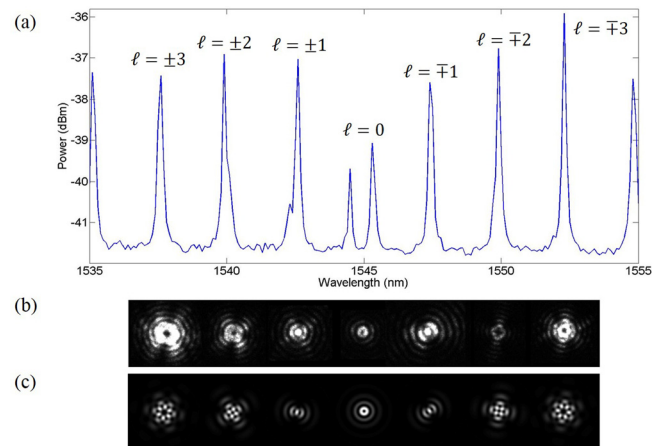 (a)
-36
-37
-38
-39
-40
-41
Power (dBm)
ℓ = ±3
ℓ = ±2
ℓ = ±1
ℓ = 0
ℓ = ∓1
ℓ = ∓2
ℓ = ∓3
1535 1540 1545 1550 1555
Wavelength (nm)
(b)
(c)